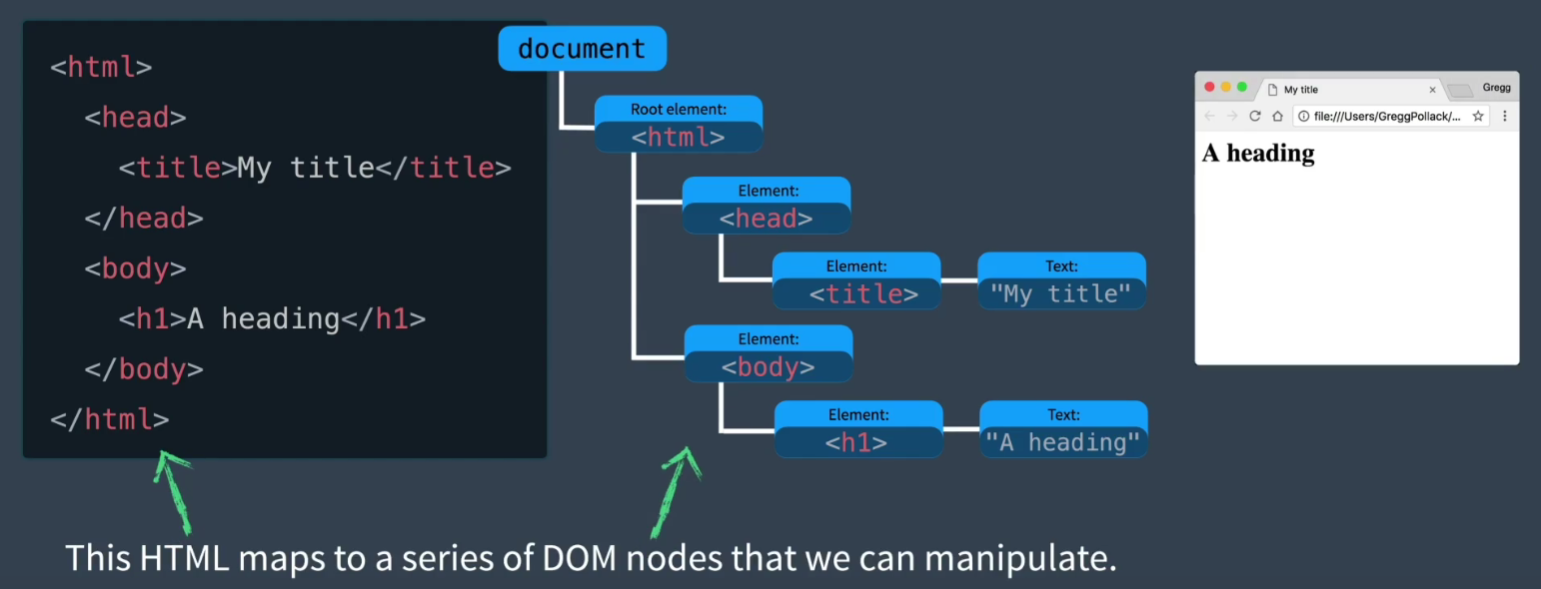 <html>
<head>
<title>My title</title>
</head>
<body>
<h1>A heading</h1>
</body>
</html>
document
Root element:
<html>
Element:
<head>
Element:
<title>
Text:
"My title"
Element:
<body>
Element:
<h1>
Text:
"A heading"
My title
Gregg
file:///Users/GreggPollack/...
A heading
This HTML maps to a series of DOM nodes that we can manipulate.